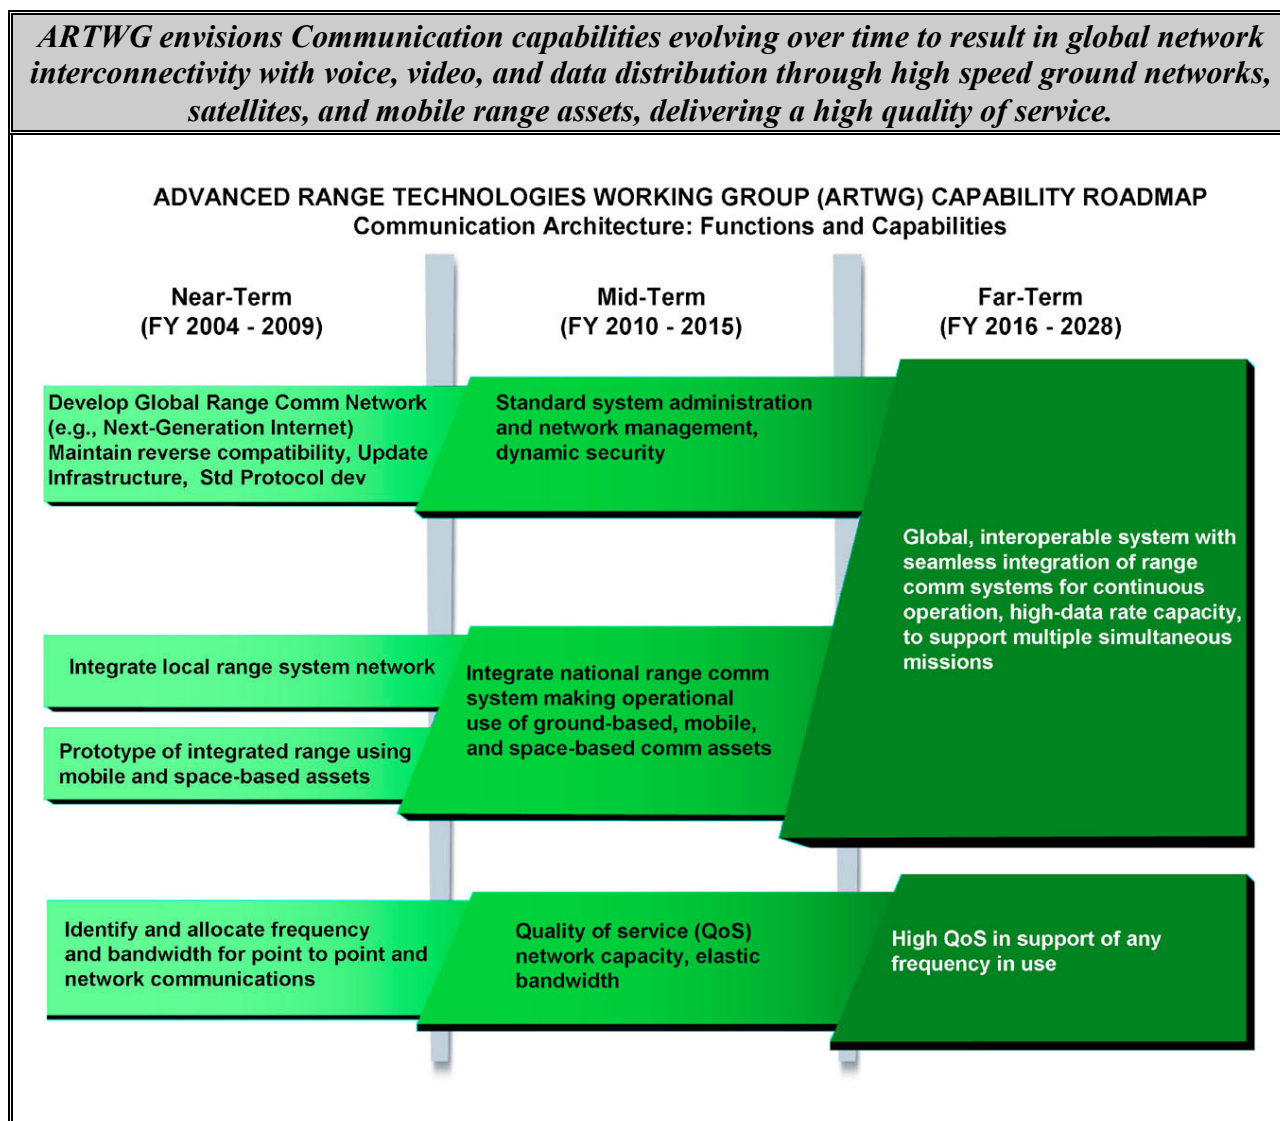 ARTWG envisions Communication capabilities evolving over time to result in global network
interconnectivity with voice, video, and data distribution through high speed ground networks,
satellites, and mobile range assets, delivering a high quality of service.
ADVANCED RANGE TECHNOLOGIES WORKING GROUP (ARTWG) CAPABILITY ROADMAP
Communication Architecture: Functions and Capabilities
Near-Term
(FY 2004 - 2009)
Mid-Term
(FY 2010 - 2015)
Far-Term
(FY 2016 - 2028)
Develop Global Range Comm Network
(e.g., Next-Generation Internet)
Maintain reverse compatibility, Update
Infrastructure, Std Protocol dev
Standard system administration
and network management,
dynamic security
Global, interoperable system with
seamless integration of range
comm systems for continuous
operation, high-data rate capacity,
to support multiple simultaneous
missions
Integrate local range system network
Prototype of integrated range using
mobile and space-based assets
Integrate national range comm
system making operational
use of ground-based, mobile,
and space-based comm assets
Identify and allocate frequency
and bandwidth for point to point and
network communications
Quality of service (QoS)
network capacity, elastic
bandwidth
High QoS in support of any
frequency in use